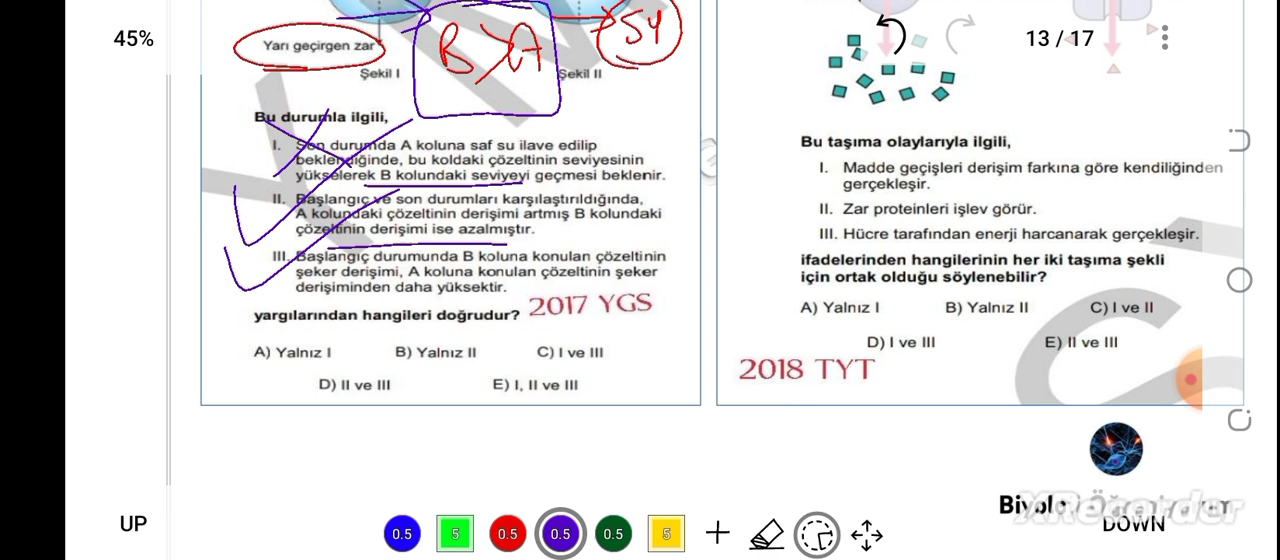 45%
B > A
S4
13 / 17
Yarı geçirgen zar
Şekil I
Şekil II
Bu durumla ilgili,
I. Son durumda A koluna saf su ilave edilip
beklendiğinde, bu koldaki çözeltinin seviyesinin
yükselerek B kolundaki seviyeyi geçmesi beklenir.
II. Başlangıç ve son durumları karşılaştırıldığında,
A kolundaki çözeltinin derişimi artmış B kolundaki
çözeltinin derişimi ise azalmıştır.
III. Başlangıç durumunda B koluna konulan çözeltinin
şeker derişimi, A koluna konulan çözeltinin şeker
derişiminden daha yüksektir.
yargılarından hangileri doğrudur? 2017 YGS
A) Yalnız I B) Yalnız II C) I ve III
D) II ve III E) I, II ve III
Bu taşıma olaylarıyla ilgili,
I. Madde geçişleri derişim farkına göre kendiliğinden
gerçekleşir.
II. Zar proteinleri işlev görür.
III. Hücre tarafından enerji harcanarak gerçekleşir.
ifadelerinden hangilerinin her iki taşıma şekli
için ortak olduğu söylenebilir?
A) Yalnız I B) Yalnız II C) I ve II
D) I ve III E) II ve III
2018 TYT
XRecorder
UP
0.5 5 0.5 0.5 0.5 5
DOWN